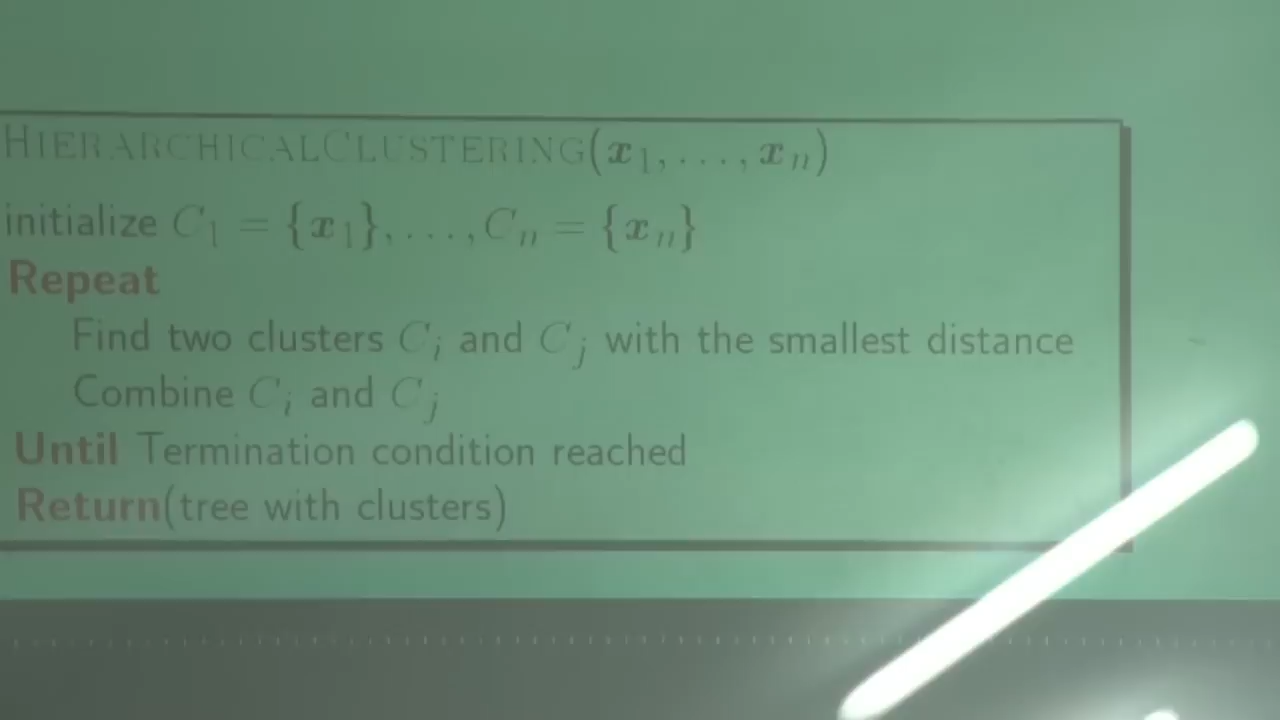 HIERARCHICALCLUSTERING(x₁, . . . , xₙ)
initialize C₁ = {x₁}, . . . , Cₙ = {xₙ}
Repeat
Find two clusters Cᵢ and Cⱼ with the smallest distance
Combine Cᵢ and Cⱼ
Until Termination condition reached
Return(tree with clusters)